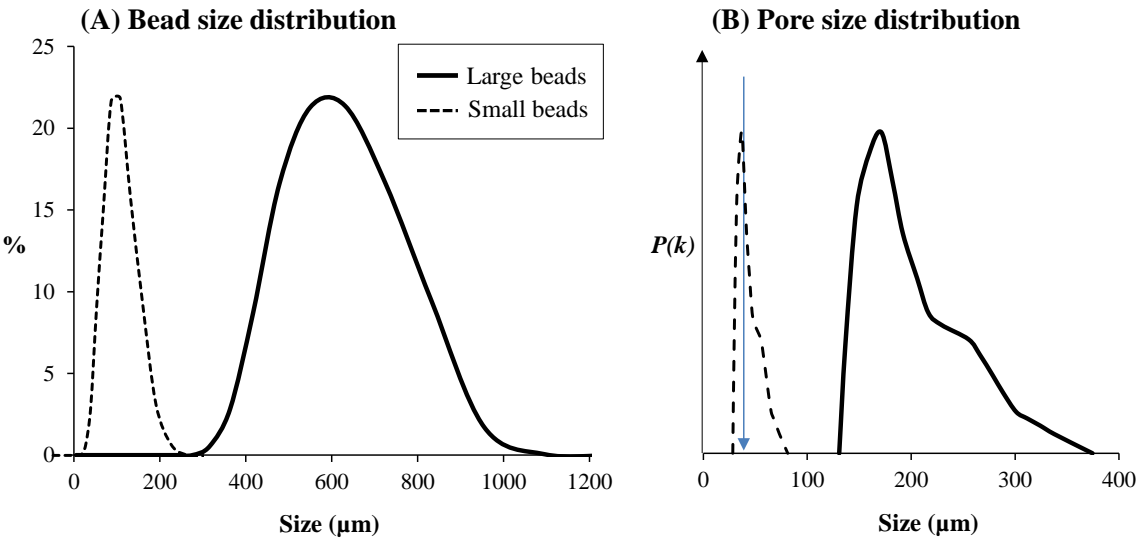 (A) Bead size distribution
25
20
15
10
5
0
%
0 200 400 600 800 1000 1200
Size (µm)
Large beads
Small beads
(B) Pore size distribution
P(k)
0 100 200 300 400
Size (µm)